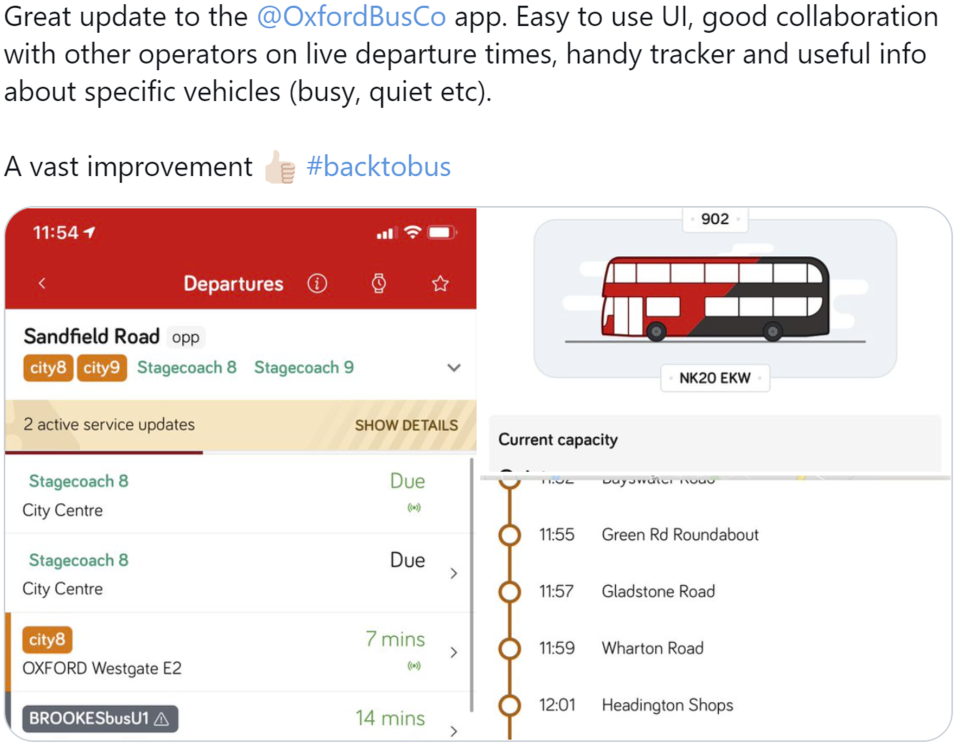 Great update to the @OxfordBusCo app. Easy to use UI, good collaboration
with other operators on live departure times, handy tracker and useful info
about specific vehicles (busy, quiet etc).
A vast improvement 👍🏻 #backtobus
11:54
Departures
Sandfield Road opp
city8 city9 Stagecoach 8 Stagecoach 9
2 active service updates SHOW DETAILS
Stagecoach 8 Due
City Centre
Stagecoach 8 Due
City Centre
city8 7 mins
OXFORD Westgate E2
BROOKESbusU1 14 mins
902
NK20 EKW
Current capacity
11:55 Green Rd Roundabout
11:57 Gladstone Road
11:59 Wharton Road
12:01 Headington Shops